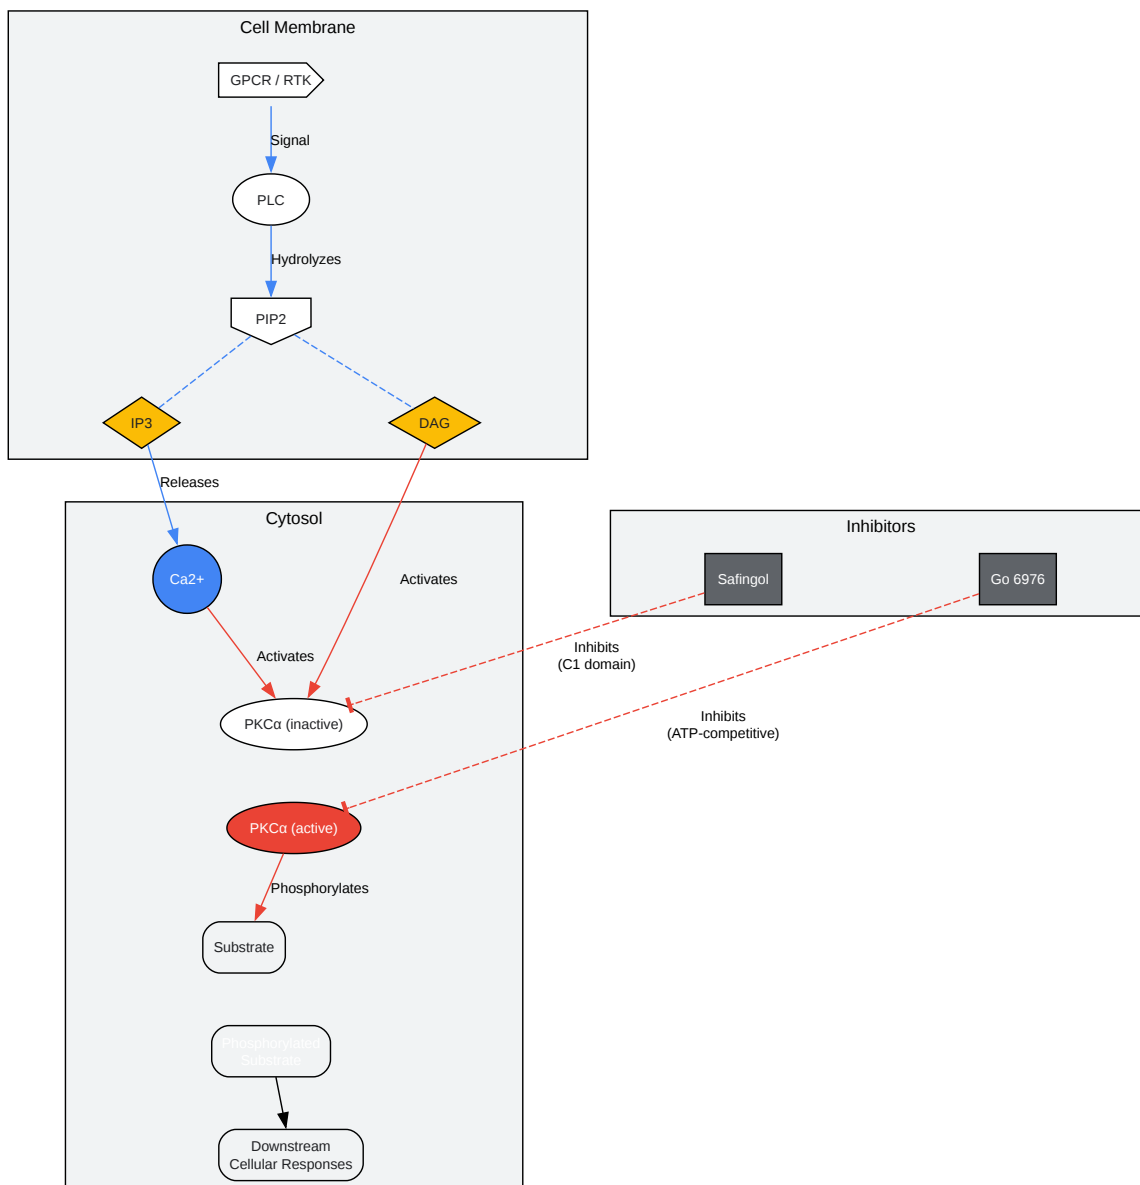 Cell Membrane
GPCR / RTK
Signal
PLC
Hydrolyzes
PIP2
IP3
DAG
Releases
Cytosol
Inhibitors
Ca2+
Activates
Safingol
Go 6976
Activates
Inhibits
(C1 domain)
PKCα (inactive)
Inhibits
(ATP-competitive)
PKCα (active)
Phosphorylates
Substrate
Phosphorylated
Substrate
Downstream
Cellular Responses